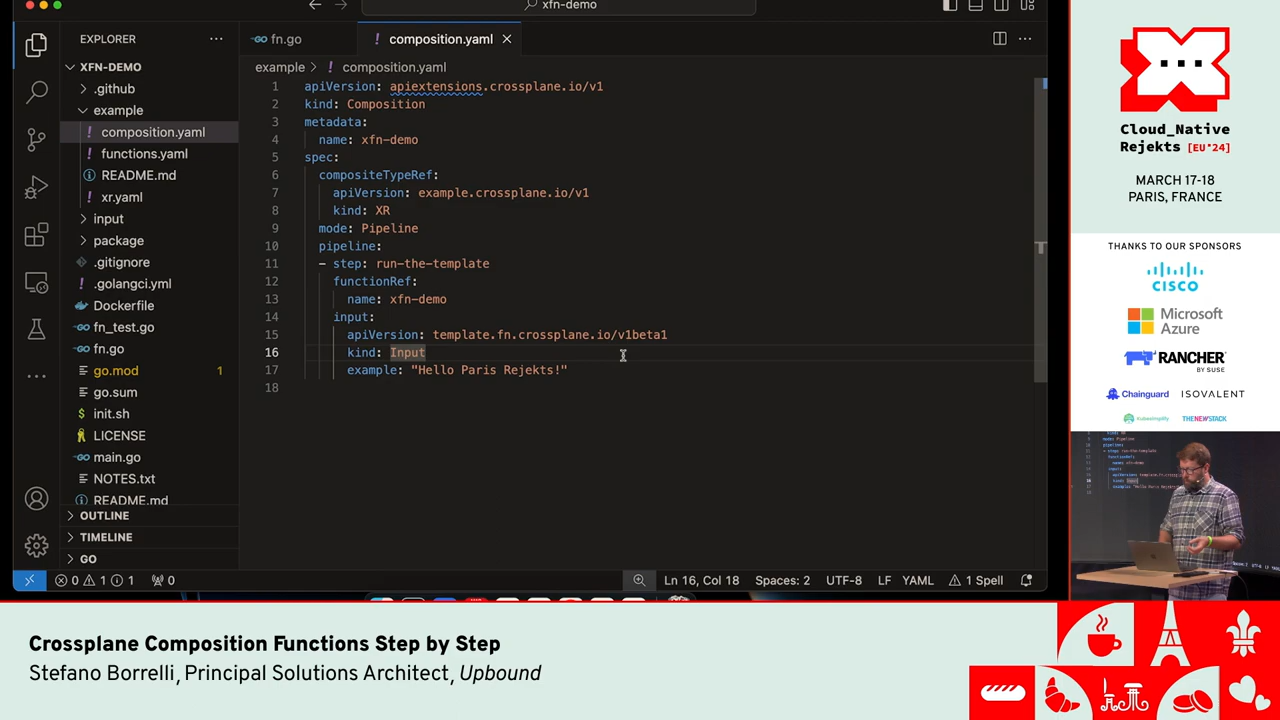 xfn-demo
EXPLORER
fn.go
! composition.yaml
XFN-DEMO
.github
example
! composition.yaml
! functions.yaml
README.md
! xr.yaml
input
package
.gitignore
.golangci.yml
Dockerfile
fn_test.go
fn.go
go.mod 1
go.sum
$ init.sh
LICENSE
main.go
NOTES.txt
README.md
OUTLINE
TIMELINE
GO
example > ! composition.yaml
1 apiVersion: apiextensions.crossplane.io/v1
2 kind: Composition
3 metadata:
4 name: xfn-demo
5 spec:
6 compositeTypeRef:
7 apiVersion: example.crossplane.io/v1
8 kind: XR
9 mode: Pipeline
10 pipeline:
11 - step: run-the-template
12 functionRef:
13 name: xfn-demo
14 input:
15 apiVersion: template.fn.crossplane.io/v1beta1
16 kind: Input
17 example: "Hello Paris Rejekts!"
18
0 1 1 0 Ln 16, Col 18 Spaces: 2 UTF-8 LF YAML 1 Spell
Cloud_Native
Rejekts [EU'24]
MARCH 17-18
PARIS, FRANCE
THANKS TO OUR SPONSORS
CISCO
Microsoft
Azure
RANCHER
BY SUSE
Chainguard
ISOVALENT
kubesimplify
THENEWSTACK
Crossplane Composition Functions Step by Step
Stefano Borrelli, Principal Solutions Architect, Upbound